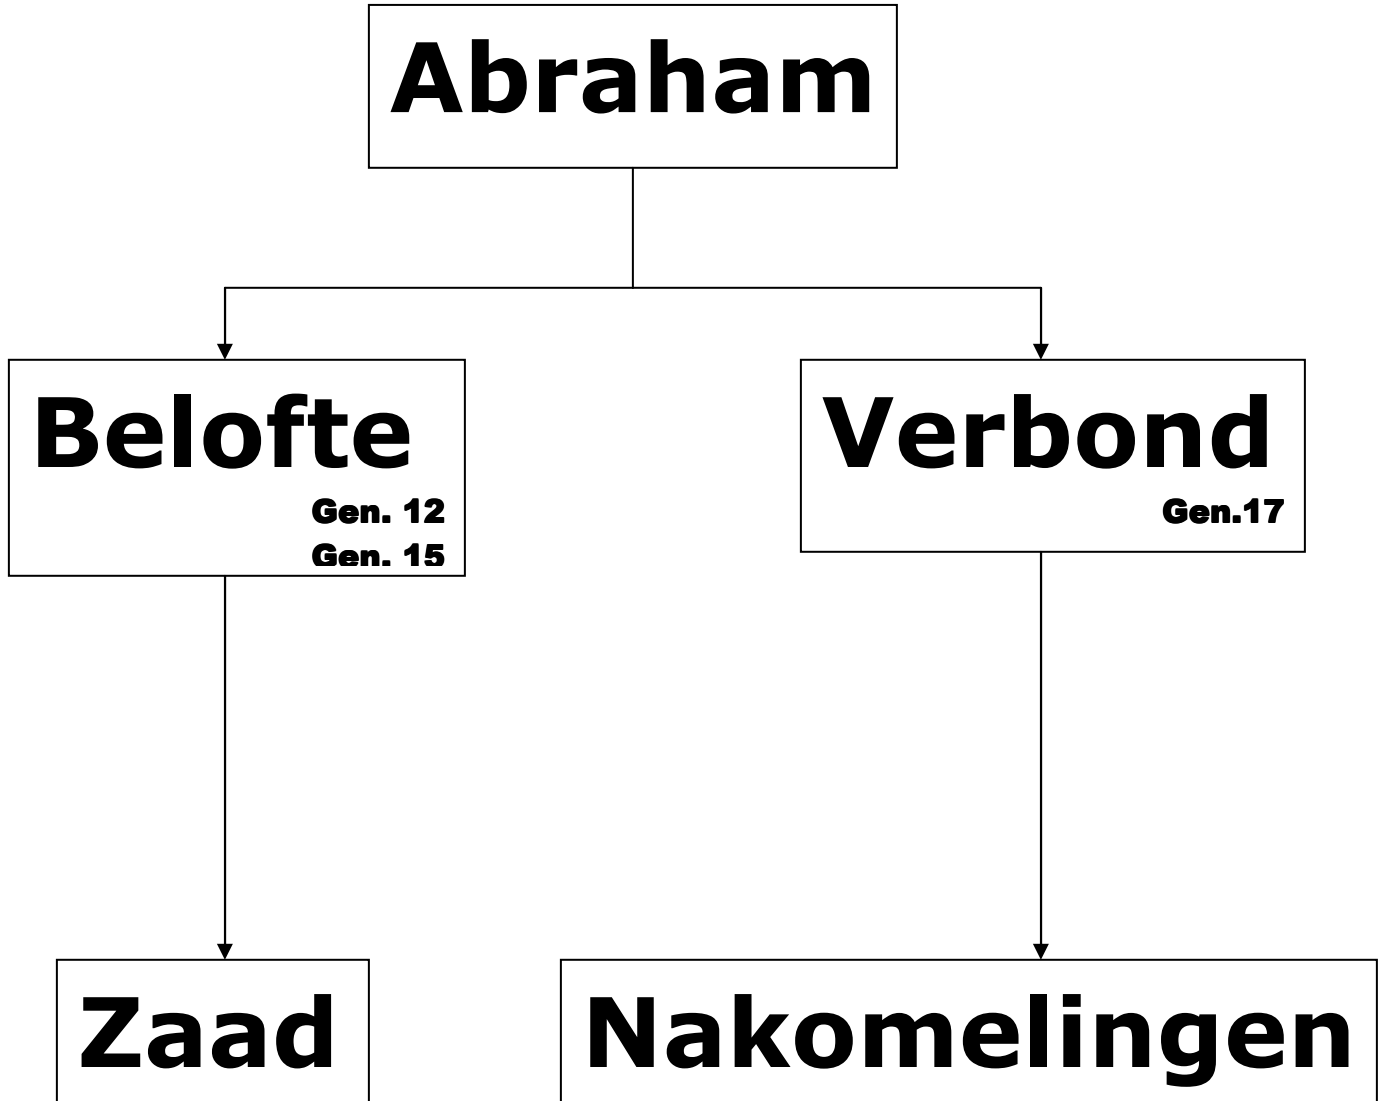 Abraham
Belofte
Gen. 12
Gen. 15
Verbond
Gen.17
Zaad
Nakomelingen